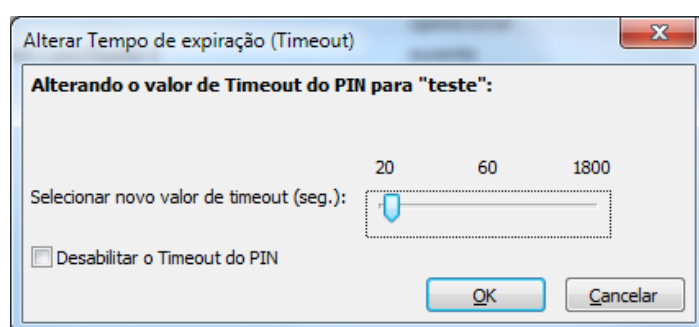 Alterar Tempo de expiração (Timeout)
Alterando o valor de Timeout do PIN para "teste":
20 60 1800
Selecionar novo valor de timeout (seg.):
Desabilitar o Timeout do PIN
OK Cancelar